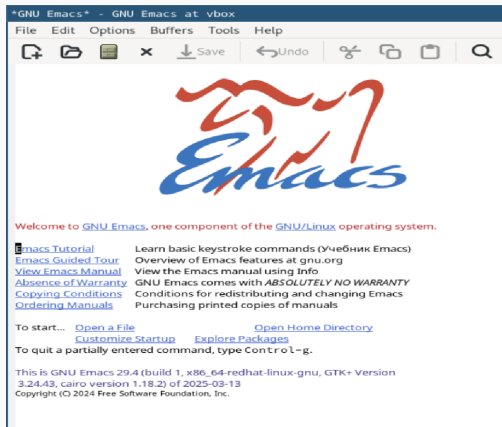 *GNU Emacs* - GNU Emacs at vbox
File Edit Options Buffers Tools Help
Save Undo
Emacs
Welcome to GNU Emacs, one component of the GNU/Linux operating system.
Emacs Tutorial Learn basic keystroke commands (Учебник Emacs)
Emacs Guided Tour Overview of Emacs features at gnu.org
View Emacs Manual View the Emacs manual using Info
Absence of Warranty GNU Emacs comes with ABSOLUTELY NO WARRANTY
Copying Conditions Conditions for redistributing and changing Emacs
Ordering Manuals Purchasing printed copies of manuals
To start... Open a File Open Home Directory
Customize Startup Explore Packages
To quit a partially entered command, type Control-g.
This is GNU Emacs 29.4 (build 1, x86_64-redhat-linux-gnu, GTK+ Version
3.24.43, cairo version 1.18.2) of 2025-03-13
Copyright (C) 2024 Free Software Foundation, Inc.